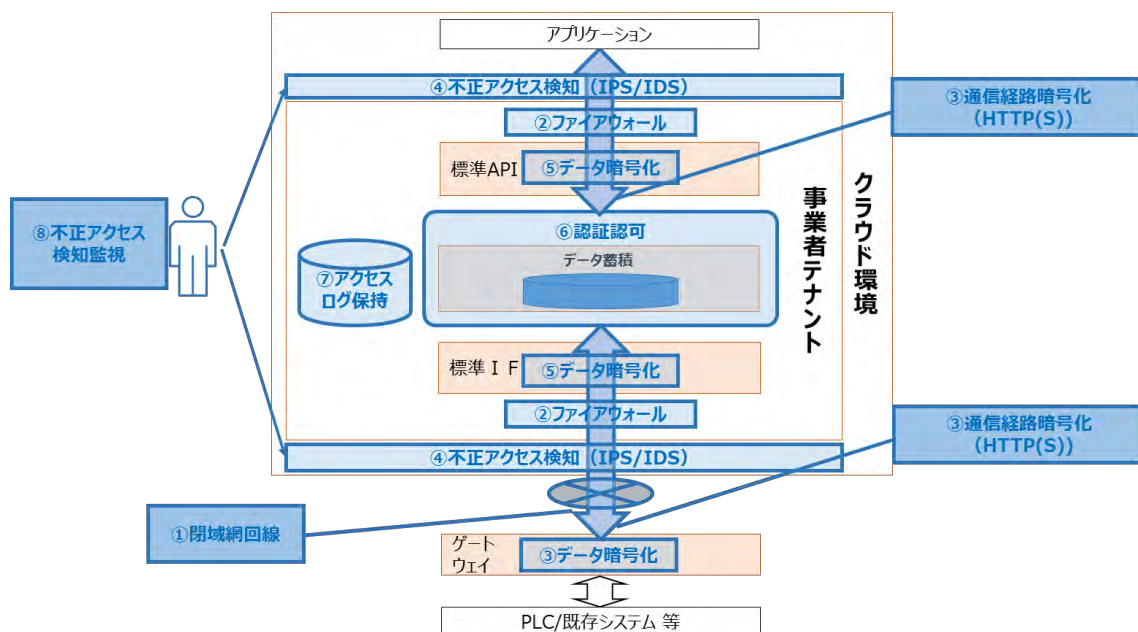 アプリケーション
④不正アクセス検知（IPS/IDS）
②ファイアウォール
③通信経路暗号化
（HTTP(S)）
標準API
⑤データ暗号化
クラウド環境
事業者テナント
⑧不正アクセス
検知監視
⑥認証認可
データ蓄積
⑦アクセス
ログ保持
標準ＩＦ
⑤データ暗号化
②ファイアウォール
③通信経路暗号化
（HTTP(S)）
④不正アクセス検知（IPS/IDS）
①閉域網回線
ゲート
ウェイ
③データ暗号化
PLC/既存システム 等